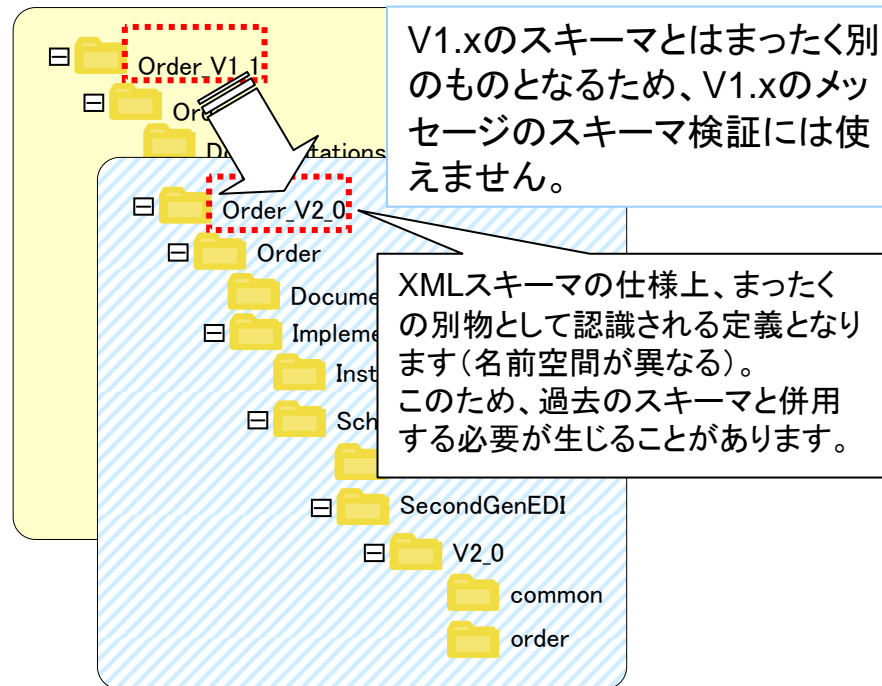 Order_V1_1
V1.xのスキーマとはまったく別
のものとなるため、V1.xのメッ
セージのスキーマ検証には使
えません。
Order_V2_0
Order
XMLスキーマの仕様上、まったく
の別物として認識される定義となり
ます（名前空間が異なる）。
このため、過去のスキーマと併用
する必要が生じることがあります。
SecondGenEDI
V2_0
common
order